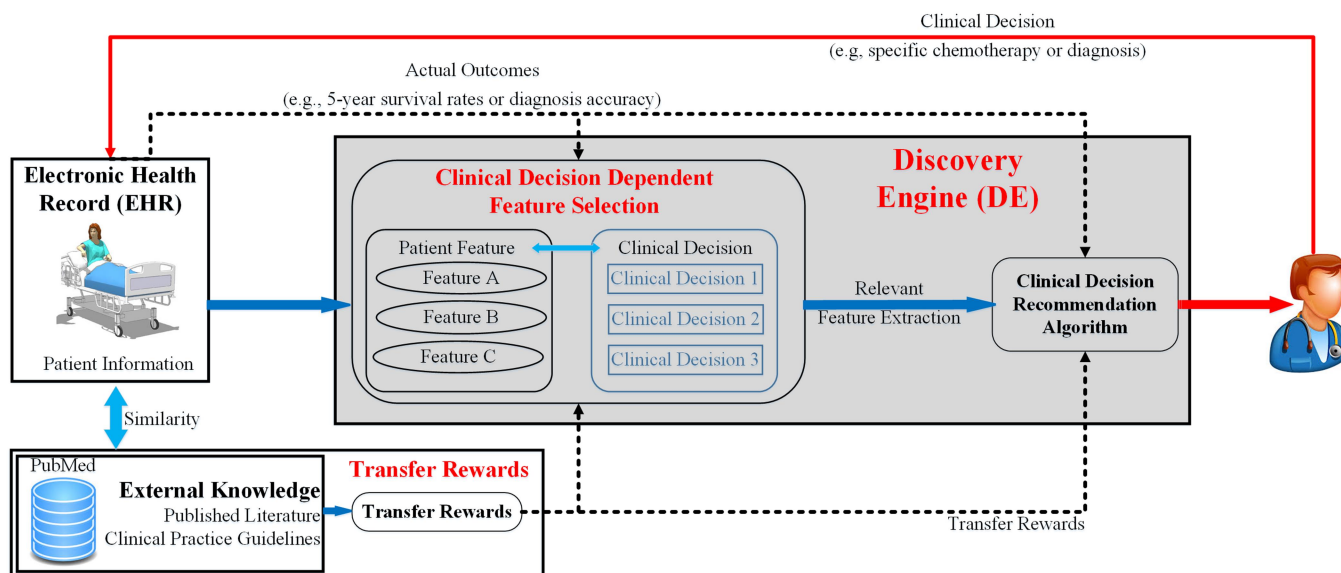 Clinical Decision
(e.g, specific chemotherapy or diagnosis)
Actual Outcomes
(e.g., 5-year survival rates or diagnosis accuracy)
Electronic Health
Record (EHR)
Patient Information
Clinical Decision Dependent
Feature Selection
Patient Feature
Feature A
Feature B
Feature C
Clinical Decision
Clinical Decision 1
Clinical Decision 2
Clinical Decision 3
Discovery
Engine (DE)
Relevant
Feature Extraction
Clinical Decision
Recommendation
Algorithm
Similarity
PubMed
External Knowledge
Published Literature
Clinical Practice Guidelines
Transfer Rewards
Transfer Rewards
Transfer Rewards